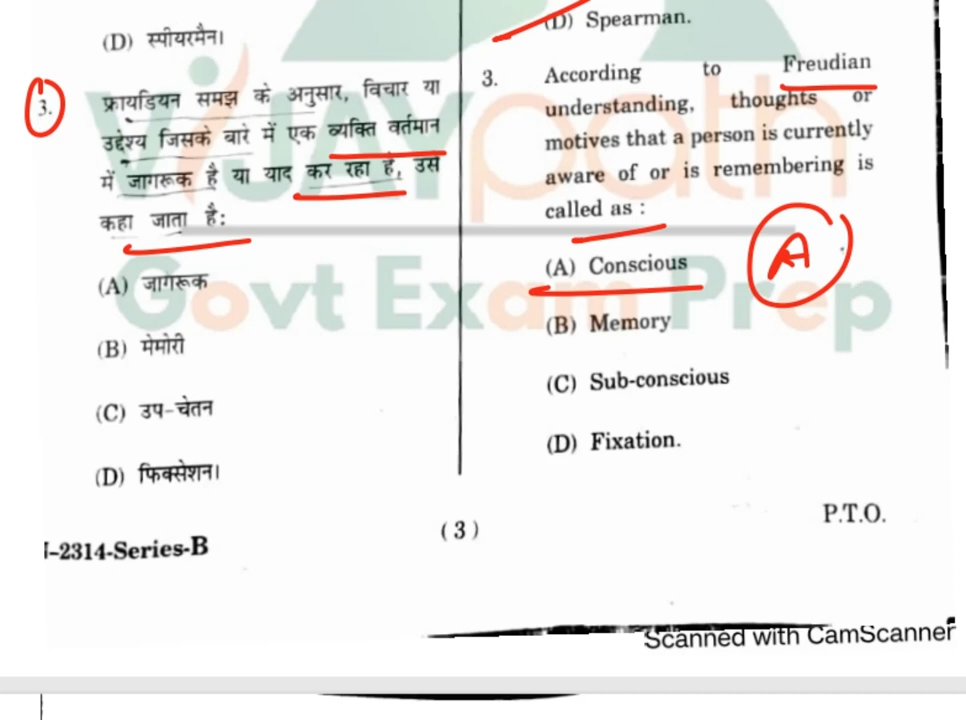 (D) स्पीयरमैन।
3. फ्रायडियन समझ के अनुसार, विचार या
उद्देश्य जिसके बारे में एक व्यक्ति वर्तमान
में जागरूक है या याद कर रहा है, उसे
कहा जाता है:
(A) जागरूक
(B) मेमोरी
(C) उप-चेतन
(D) फिक्सेशन।
(D) Spearman.
3. According to Freudian
understanding, thoughts or
motives that a person is currently
aware of or is remembering is
called as :
(A) Conscious
A
(B) Memory
(C) Sub-conscious
(D) Fixation.
ViJAYpath
Govt Exam Prep
P.T.O.
(3)
-2314-Series-B
Scanned with CamScanner